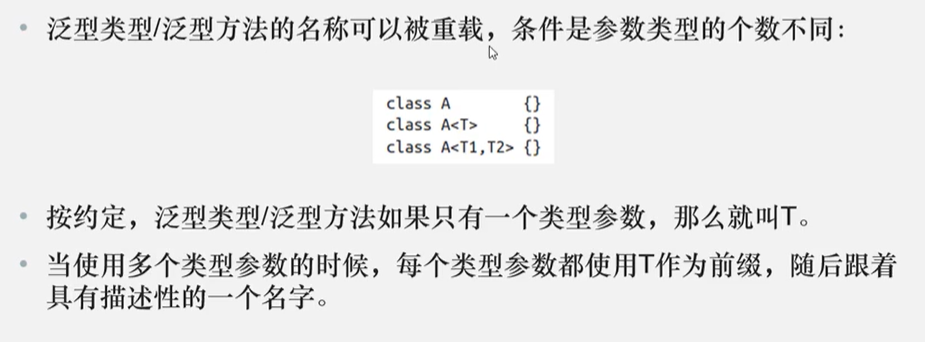 • 泛型类型/泛型方法的名称可以被重载，条件是参数类型的个数不同：
class A {}
class A<T> {}
class A<T1,T2> {}
• 按约定，泛型类型/泛型方法如果只有一个类型参数，那么就叫T。
• 当使用多个类型参数的时候，每个类型参数都使用T作为前缀，随后跟着
具有描述性的一个名字。